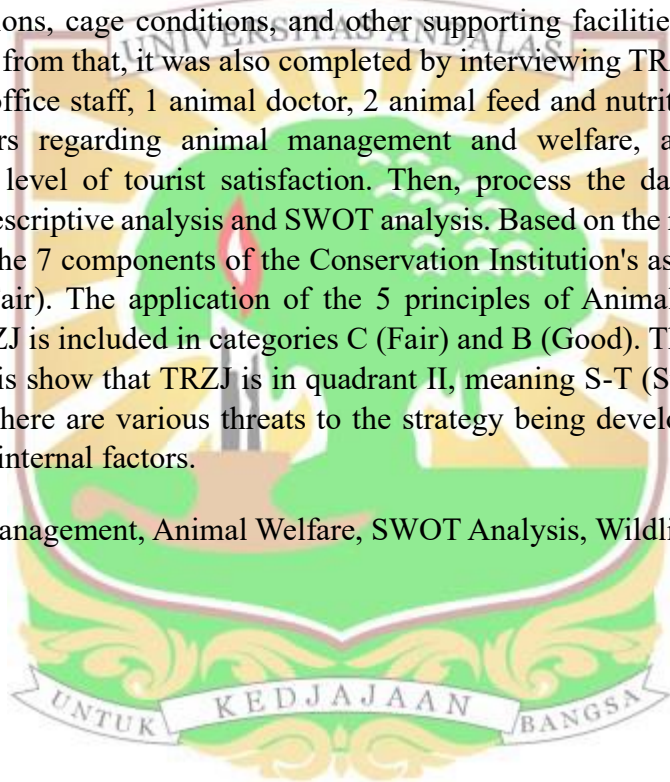 ons, cage conditions, and other supporting facilities
UNIVERSITAS ANDALAS
from that, it was also completed by interviewing TR
office staff, 1 animal doctor, 2 animal feed and nutrit
rs regarding animal management and welfare, a
level of tourist satisfaction. Then, process the da
escriptive analysis and SWOT analysis. Based on the
he 7 components of the Conservation Institution's as
air). The application of the 5 principles of Animal
ZJ is included in categories C (Fair) and B (Good). T
is show that TRZJ is in quadrant II, meaning S-T (S
here are various threats to the strategy being develo
internal factors.
anagement, Animal Welfare, SWOT Analysis, Wildli
UNTUK KEDJAJAAN BANGSA